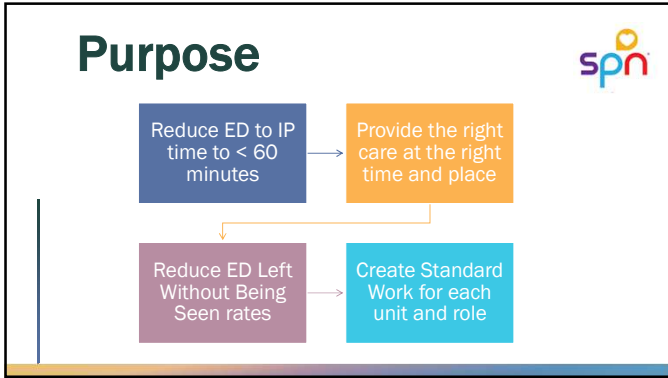 Purpose
spn
Reduce ED to IP
time to < 60
minutes
Provide the right
care at the right
time and place
Reduce ED Left
Without Being
Seen rates
Create Standard
Work for each
unit and role